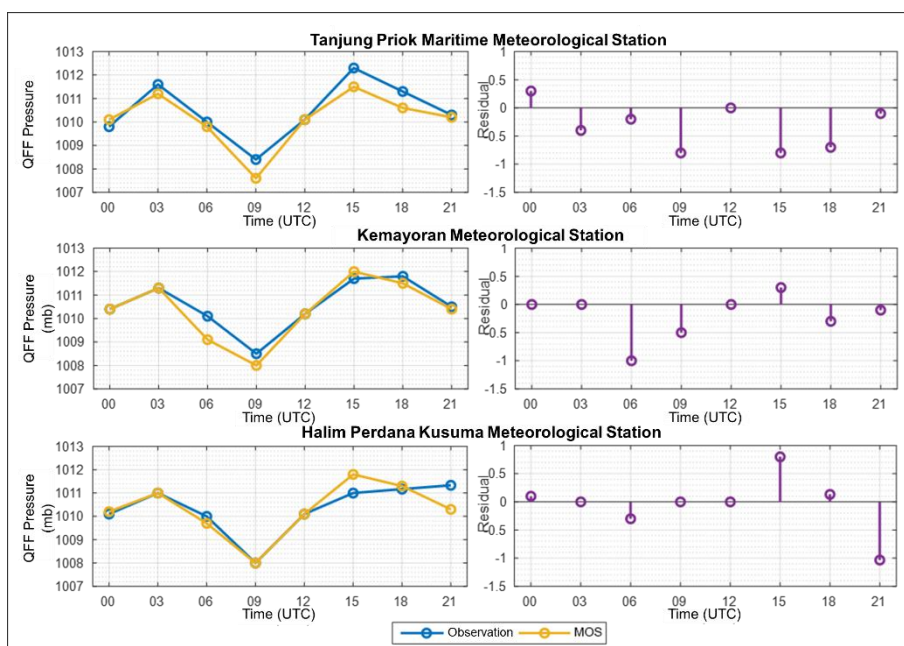 Tanjung Priok Maritime Meteorological Station
QFF Pressure
1013
1012
1011
1010
1009
1008
1007
00 03 06 09 12 15 18 21
Time (UTC)
Residual
1
0.5
0
-0.5
-1
-1.5
00 03 06 09 12 15 18 21
Time (UTC)
Kemayoran Meteorological Station
QFF Pressure
(mb)
1013
1012
1011
1010
1009
1008
1007
00 03 06 09 12 15 18 21
Time (UTC)
Residual
1
0.5
0
-0.5
-1
-1.5
00 03 06 09 12 15 18 21
Time (UTC)
Halim Perdana Kusuma Meteorological Station
QFF Pressure
(mb)
1013
1012
1011
1010
1009
1008
1007
00 03 06 09 12 15 18 21
Time (UTC)
Residual
1
0.5
0
-0.5
-1
-1.5
00 03 06 09 12 15 18 21
Time (UTC)
Observation MOS